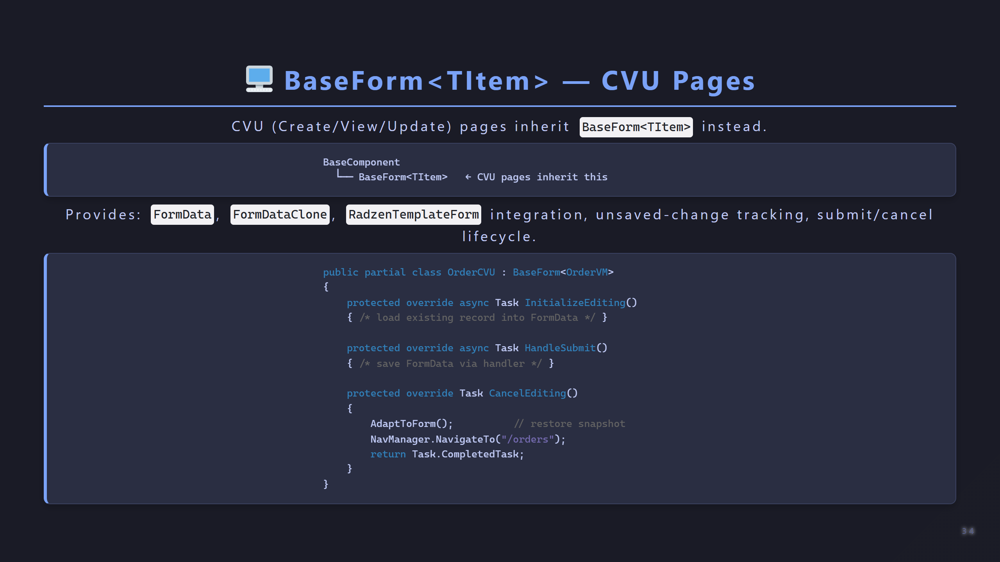 BaseForm<TItem> — CVU Pages
CVU (Create/View/Update) pages inherit BaseForm<TItem> instead.
BaseComponent
  └── BaseForm<TItem>   ← CVU pages inherit this
Provides: FormData, FormDataClone, RadzenTemplateForm integration, unsaved-change tracking, submit/cancel
lifecycle.
public partial class OrderCVU : BaseForm<OrderVM>
{
    protected override async Task InitializeEditing()
    { /* load existing record into FormData */ }

    protected override async Task HandleSubmit()
    { /* save FormData via handler */ }

    protected override Task CancelEditing()
    {
        AdaptToForm();          // restore snapshot
        NavManager.NavigateTo("/orders");
        return Task.CompletedTask;
    }
}
34